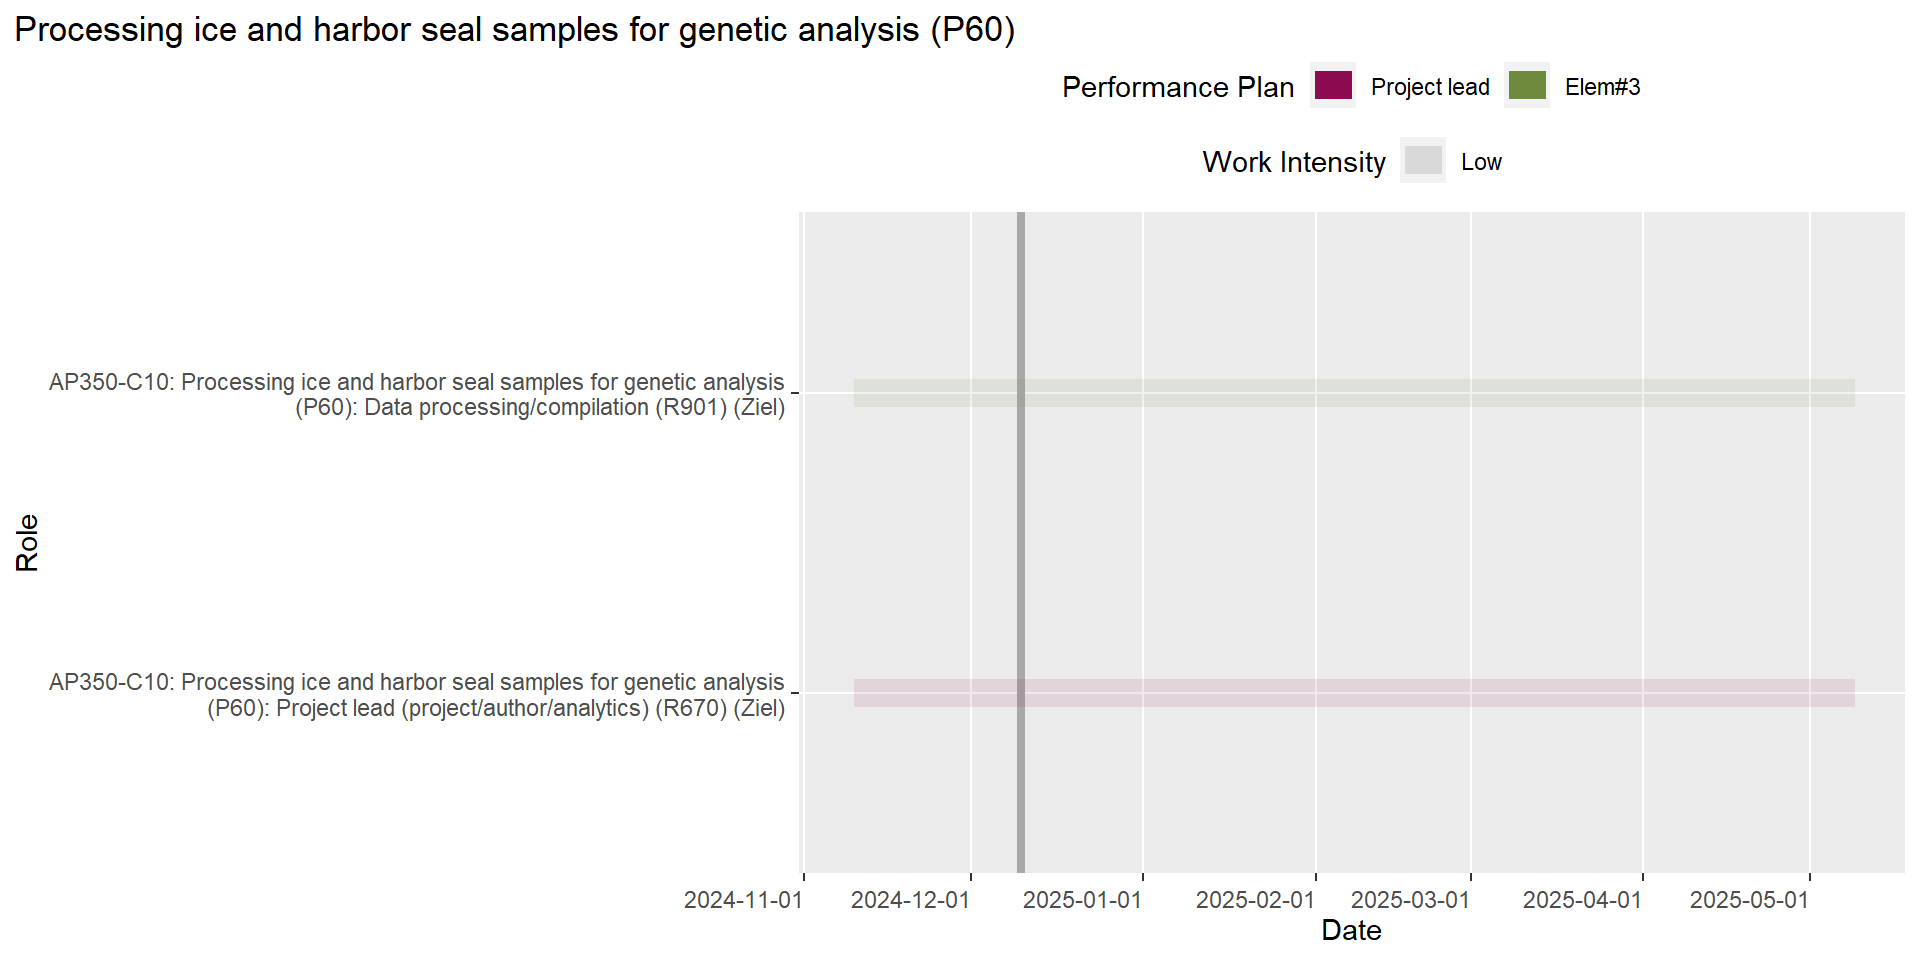 Processing ice and harbor seal samples for genetic analysis (P60)
Performance Plan Project lead Elem#3
Work Intensity Low
AP350-C10: Processing ice and harbor seal samples for genetic analysis
(P60): Data processing/compilation (R901) (Ziel)
Role
AP350-C10: Processing ice and harbor seal samples for genetic analysis
(P60): Project lead (project/author/analytics) (R670) (Ziel)
2024-11-01 2024-12-01 2025-01-01 2025-02-01 2025-03-01 2025-04-01 2025-05-01
Date